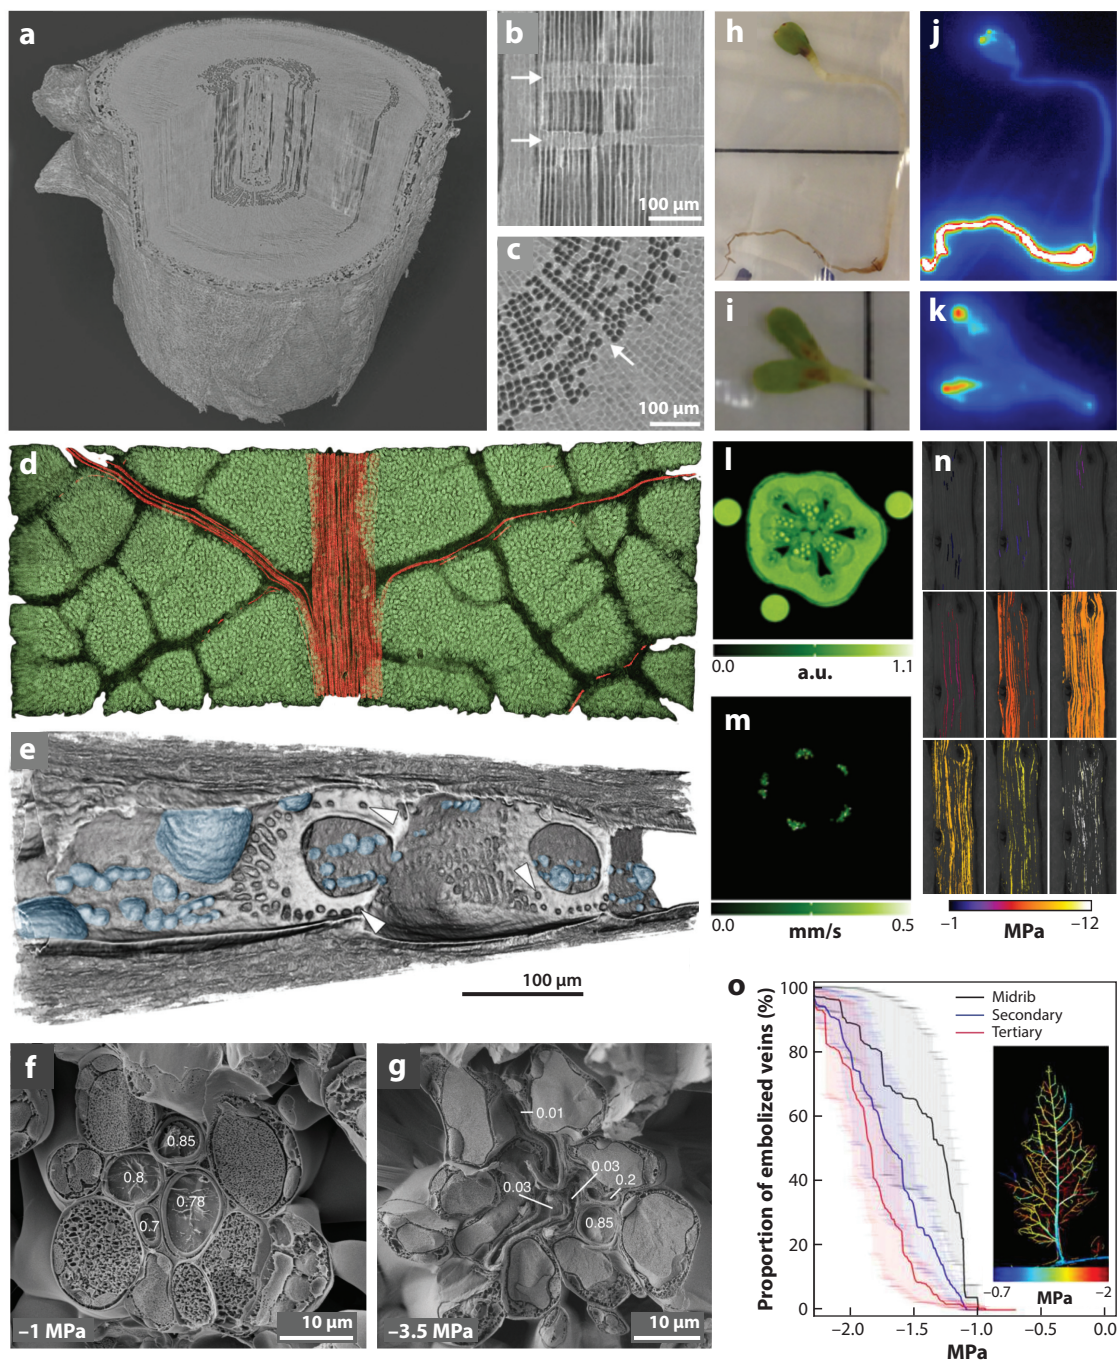 a
b
100 µm
c
100 µm
h
j
i
k
d
l
0.0 1.1
a.u.
n
m
0.0 0.5
mm/s
–1 –12
MPa
e
100 µm
f
0.85
0.8
0.78
0.7
–1 MPa
10 µm
g
0.01
0.03
0.03
0.2
0.85
–3.5 MPa
10 µm
o
Proportion of embolized veins (%)
100
80
60
40
20
0
Midrib
Secondary
Tertiary
–0.7 –2
MPa
–2.0 –1.5 –1.0 –0.5 0.0
MPa